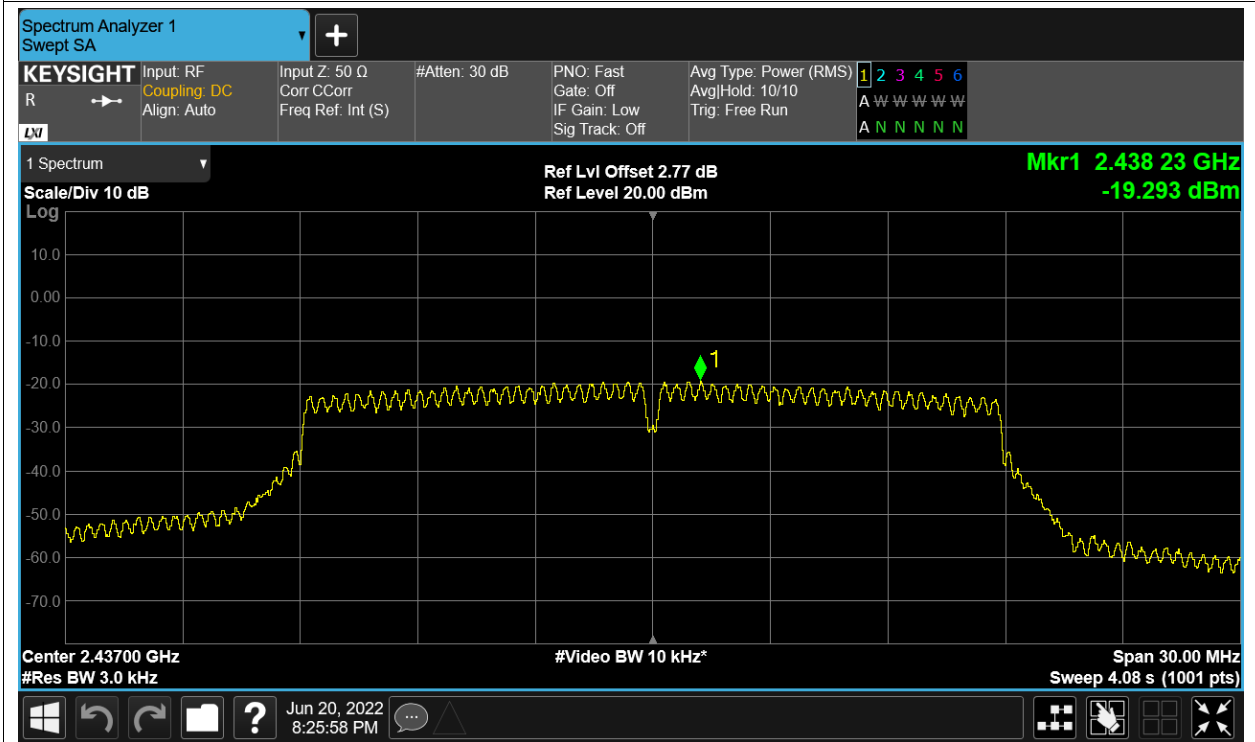 Spectrum Analyzer 1
Swept SA
+
KEYSIGHT
R
LXI
Input: RF
Coupling: DC
Align: Auto
Input Z: 50 Ω
Corr CCorr
Freq Ref: Int (S)
#Atten: 30 dB
PNO: Fast
Gate: Off
IF Gain: Low
Sig Track: Off
Avg Type: Power (RMS)
Avg|Hold: 10/10
Trig: Free Run
1 2 3 4 5 6
A W W W W W
A N N N N N
1 Spectrum
Scale/Div 10 dB
Ref Lvl Offset 2.77 dB
Ref Level 20.00 dBm
Mkr1 2.438 23 GHz
-19.293 dBm
Log
10.0
0.00
-10.0
-20.0
-30.0
-40.0
-50.0
-60.0
-70.0
1
Center 2.43700 GHz
#Res BW 3.0 kHz
#Video BW 10 kHz*
Span 30.00 MHz
Sweep 4.08 s (1001 pts)
?
Jun 20, 2022
8:25:58 PM